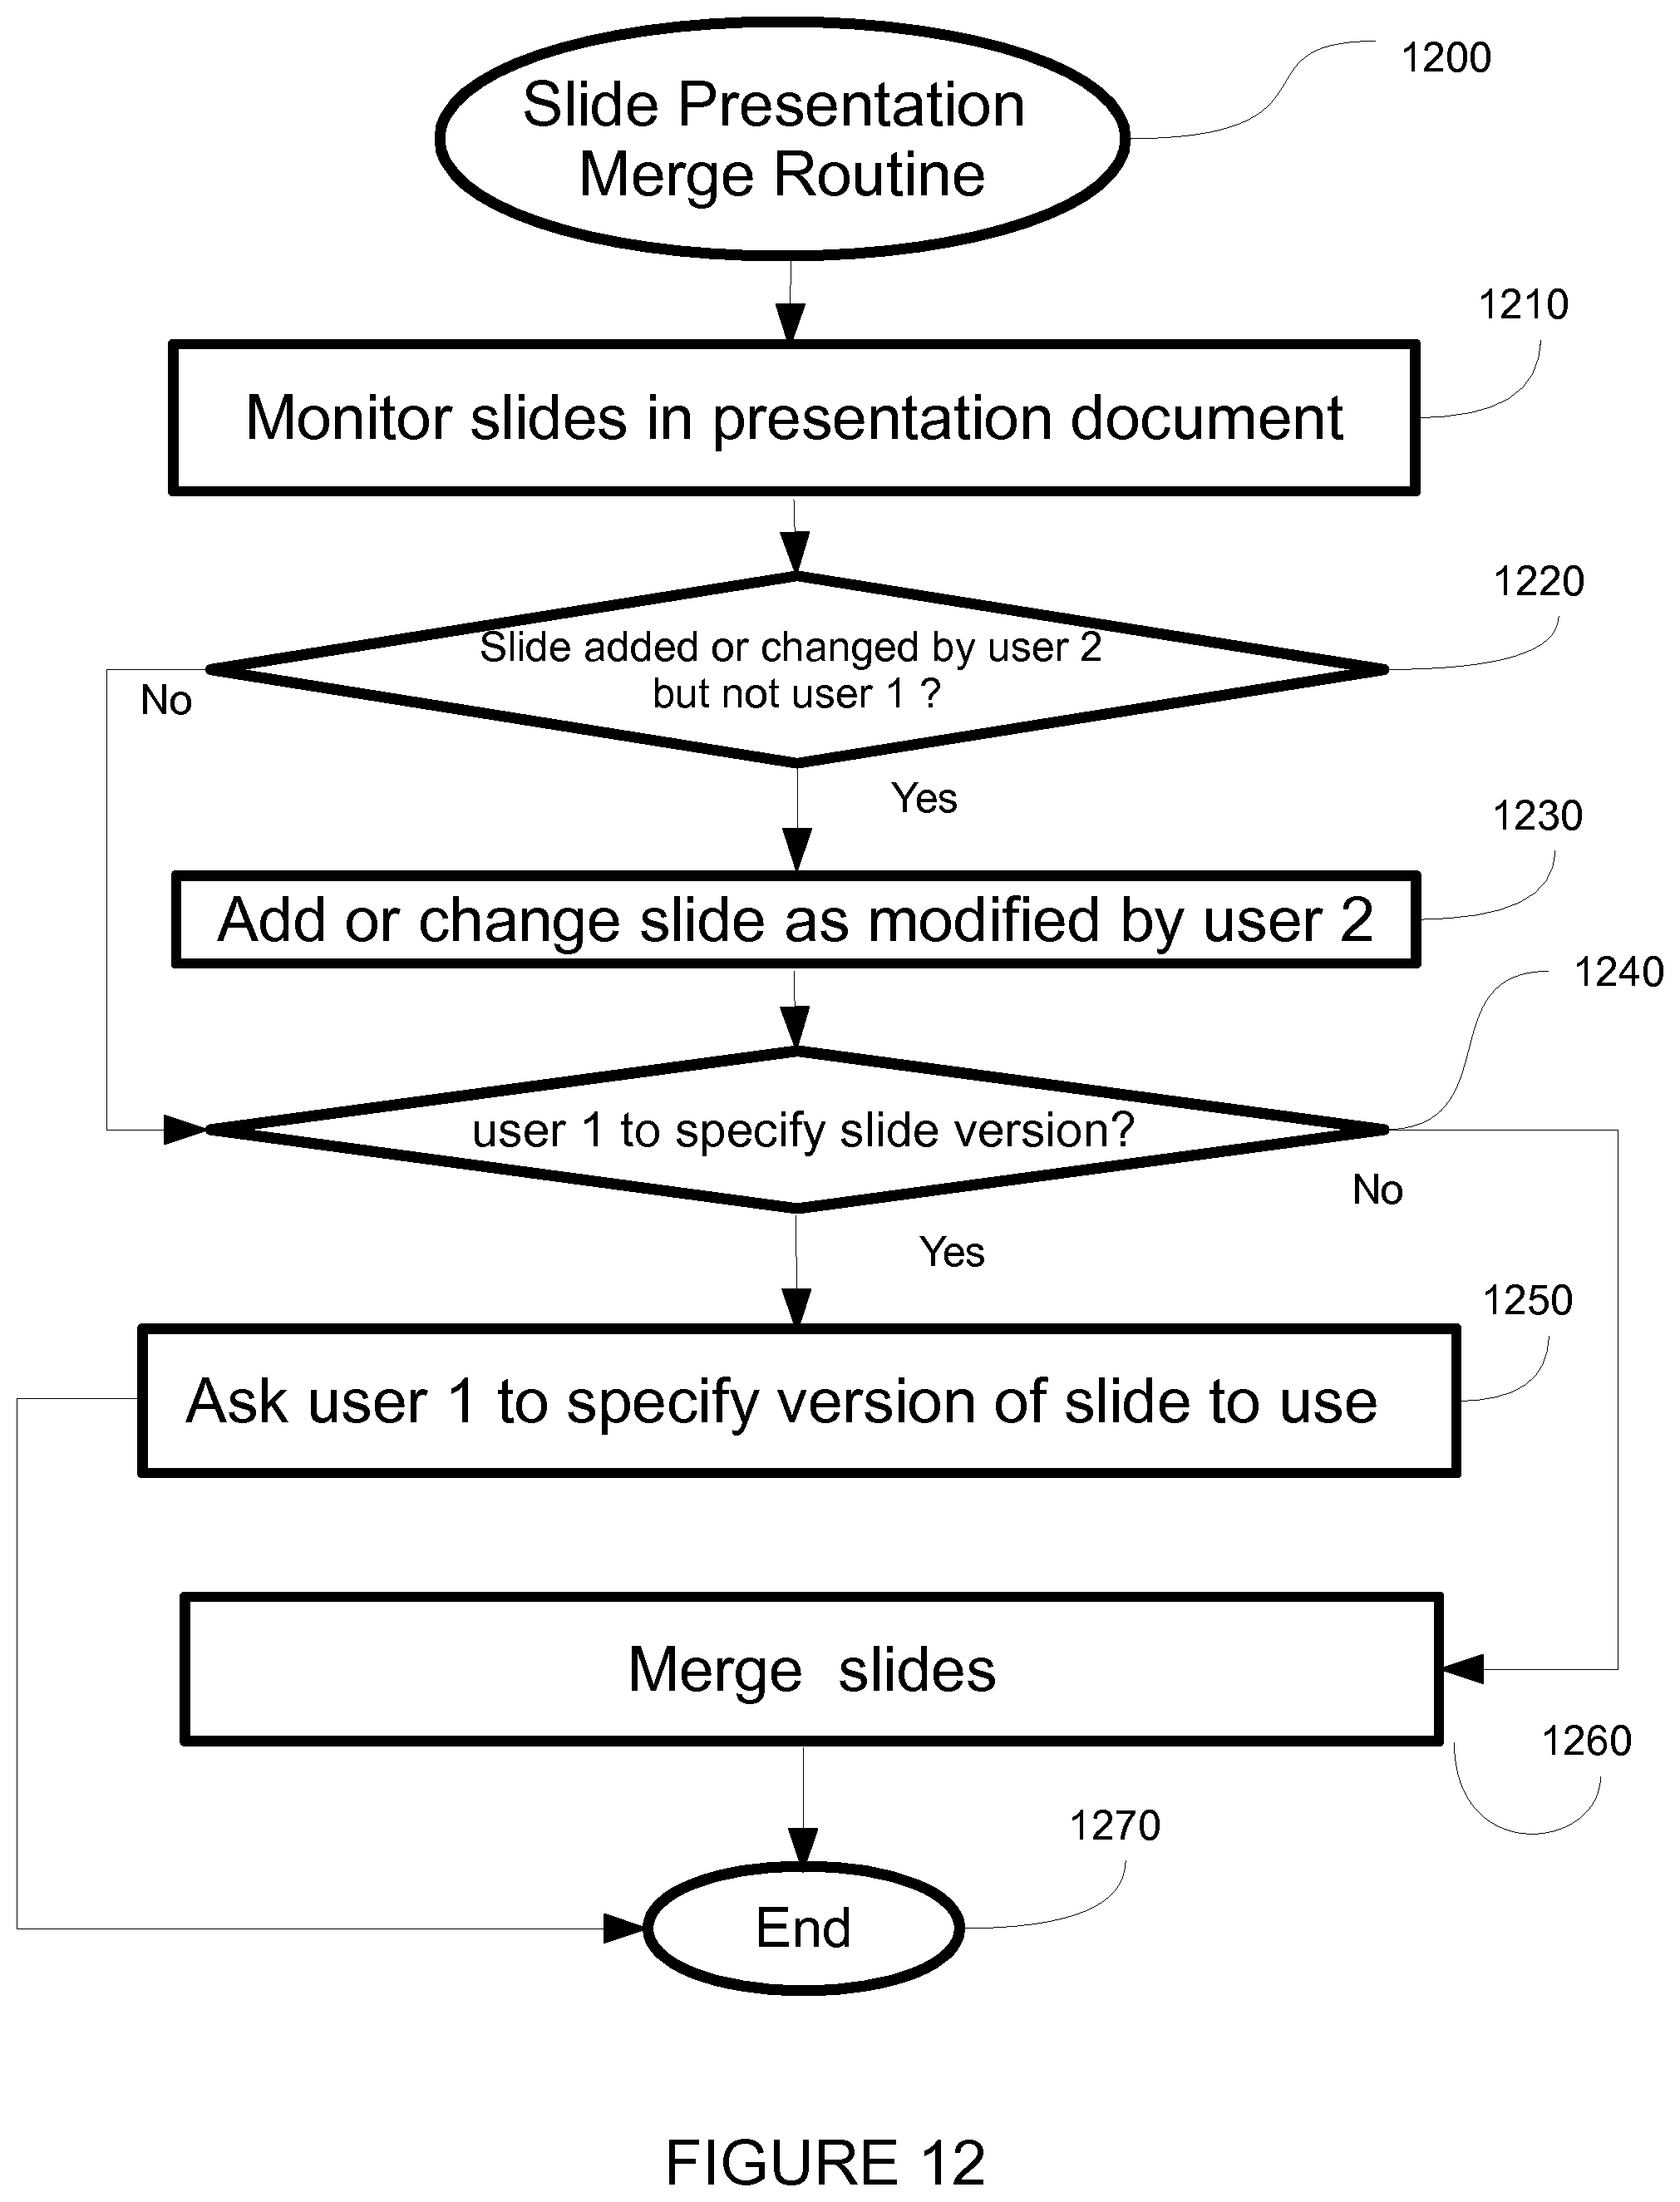 1200
Slide Presentation
Merge Routine
1210
Monitor slides in presentation document
1220
Slide added or changed by user 2
but not user 1 ?
No
Yes
1230
Add or change slide as modified by user 2
1240
user 1 to specify slide version?
No
Yes
1250
Ask user 1 to specify version of slide to use
Merge slides
1260
1270
End
FIGURE 12